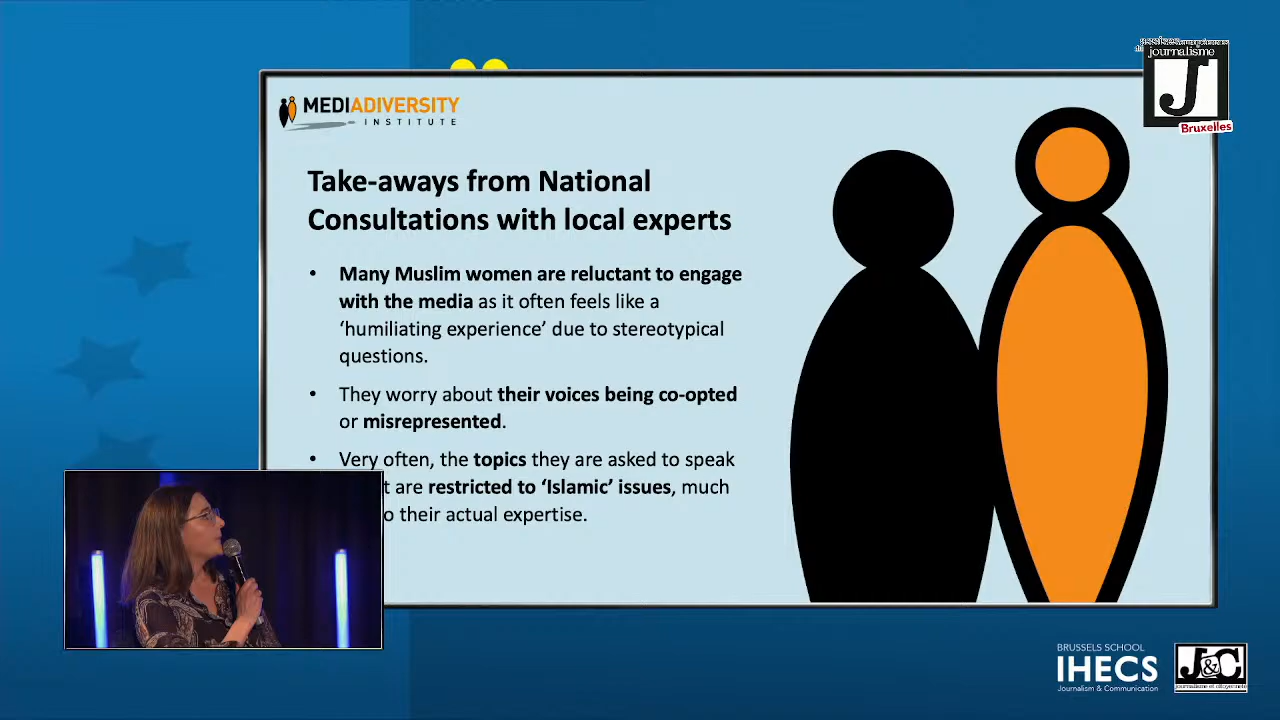 journalisme
J
Bruxelles
MEDIADIVERSITY
INSTITUTE
Take-aways from National
Consultations with local experts
• Many Muslim women are reluctant to engage
with the media as it often feels like a
‘humiliating experience’ due to stereotypical
questions.
• They worry about their voices being co-opted
or misrepresented.
• Very often, the topics they are asked to speak
are restricted to ‘Islamic’ issues, much
their actual expertise.
BRUSSELS SCHOOL
IHECS
Journalism & Communication
J&C
journalisme et citoyenneté